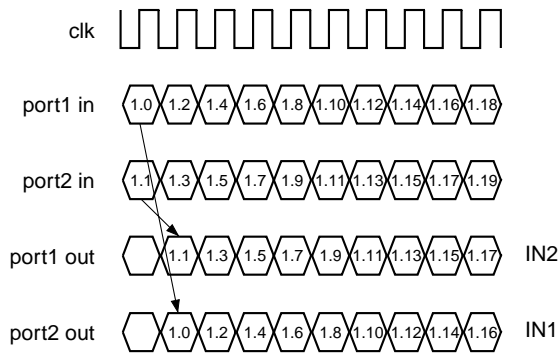 clk
port1 in 1.0 1.2 1.4 1.6 1.8 1.10 1.12 1.14 1.16 1.18
port2 in 1.1 1.3 1.5 1.7 1.9 1.11 1.13 1.15 1.17 1.19
port1 out 1.1 1.3 1.5 1.7 1.9 1.11 1.13 1.15 1.17 IN2
port2 out 1.0 1.2 1.4 1.6 1.8 1.10 1.12 1.14 1.16 IN1